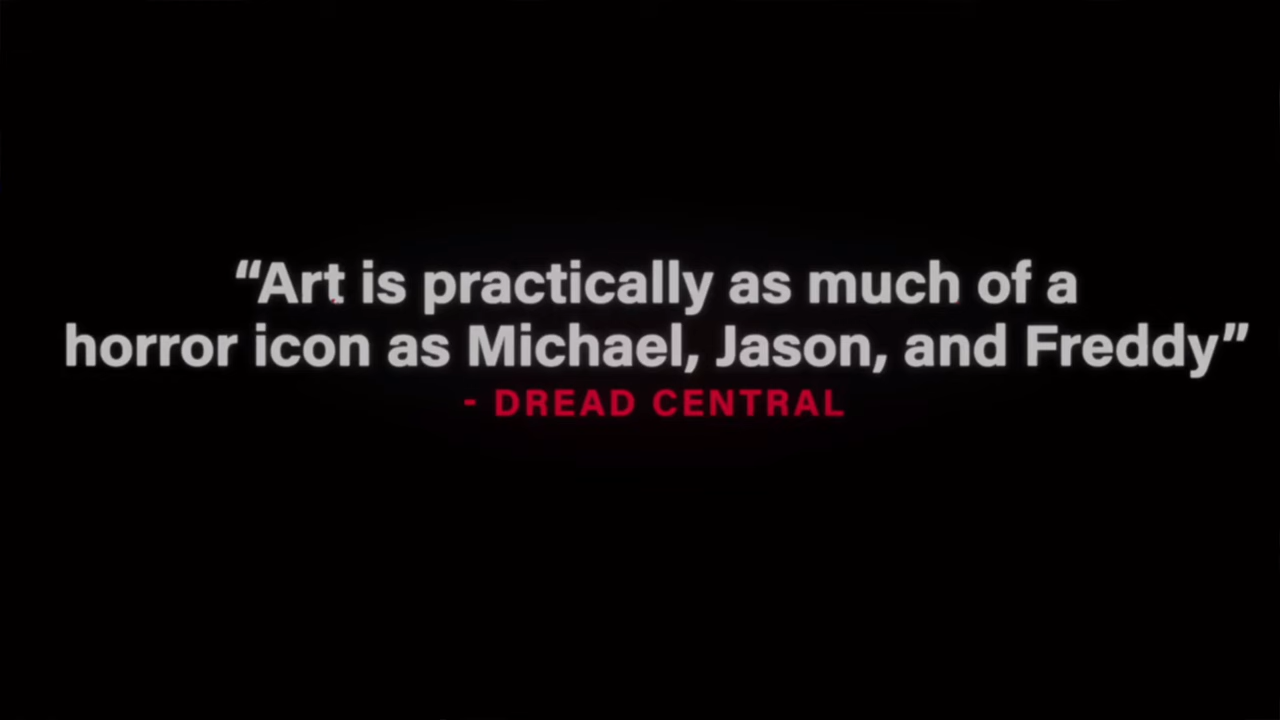 “Art is practically as much of a
horror icon as Michael, Jason, and Freddy”
- DREAD CENTRAL